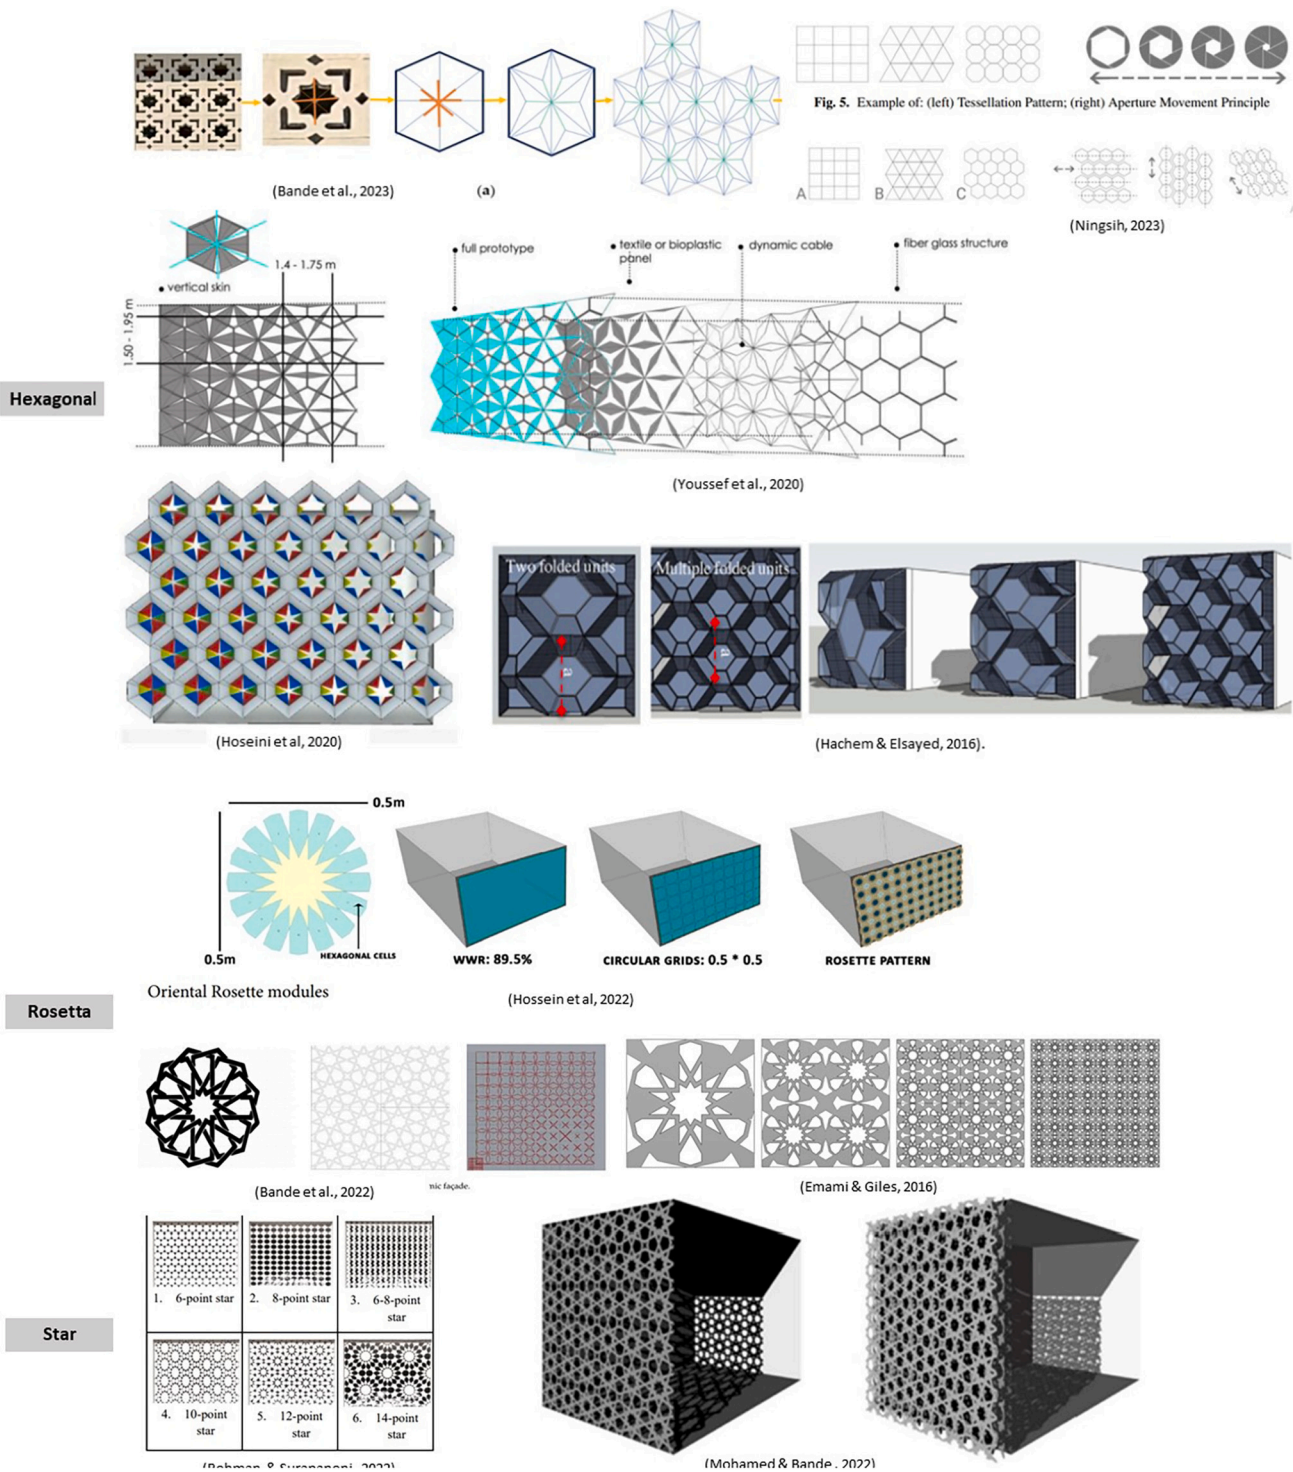 Fig. 5. Example of: (left) Tessellation Pattern; (right) Aperture Movement Principle
(Bande et al., 2023)
(a)
A
B
C
(Ningsih, 2023)
Hexagonal
vertical skin
1.4 - 1.75 m
1.50 - 1.95 m
full prototype
textile or bioplastic
panel
dynamic cable
fiber glass structure
(Youssef et al., 2020)
(Hoseini et al, 2020)
Two folded units
Multiple folded units
a
a
(Hachem & Elsayed, 2016).
Rosetta
0.5m
0.5m
HEXAGONAL CELLS
Oriental Rosette modules
WWR: 89.5%
CIRCULAR GRIDS: 0.5 * 0.5
ROSETTE PATTERN
(Hossein et al, 2022)
(Bande et al., 2022)
nic façade.
(Emami & Giles, 2016)
Star
1. 6-point star
2. 8-point star
3. 6-8-point
star
4. 10-point
star
5. 12-point
star
6. 14-point
star
(Mohamed & Bande , 2022)